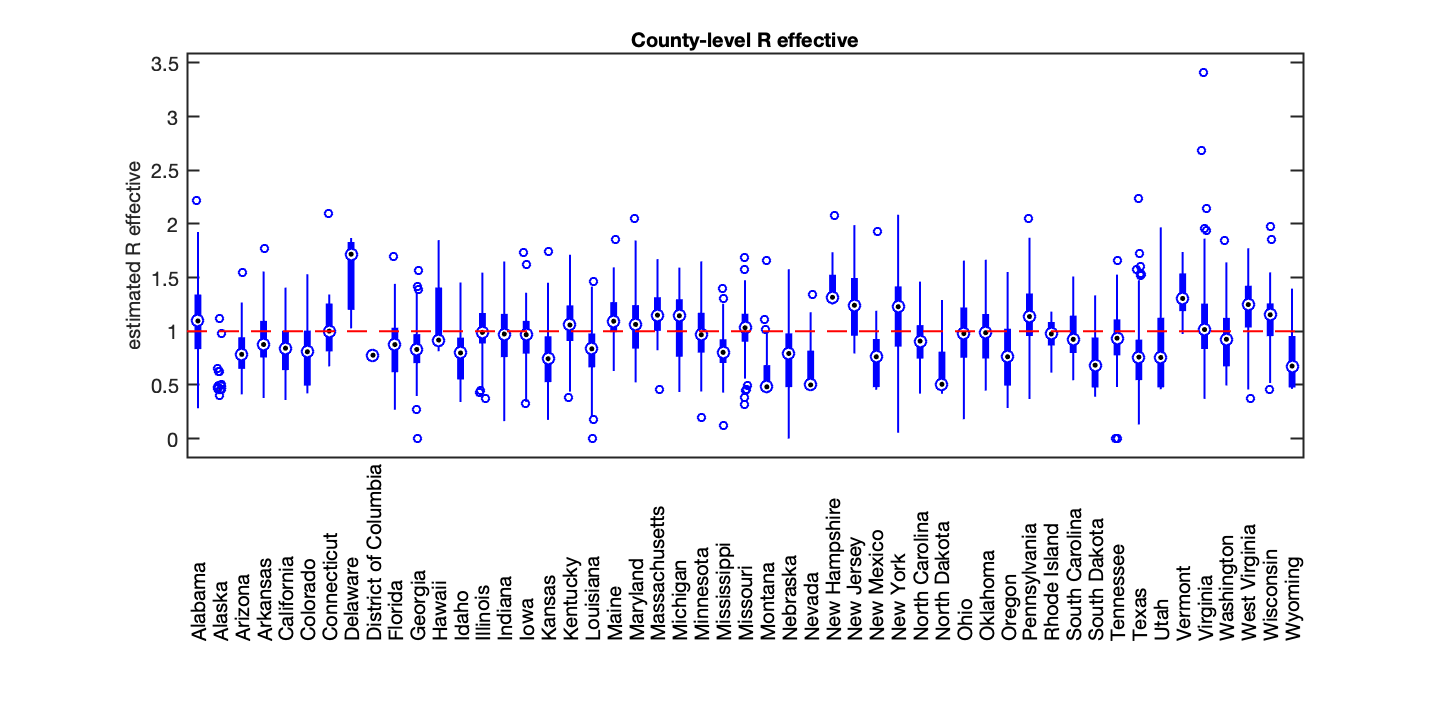 County-level R effective
estimated R effective
3.5
3
2.5
2
1.5
1
0.5
0
Alabama
Alaska
Arizona
Arkansas
California
Colorado
Connecticut
Delaware
District of Columbia
Florida
Georgia
Hawaii
Idaho
Illinois
Indiana
Iowa
Kansas
Kentucky
Louisiana
Maine
Maryland
Massachusetts
Michigan
Minnesota
Mississippi
Missouri
Montana
Nebraska
Nevada
New Hampshire
New Jersey
New Mexico
New York
North Carolina
North Dakota
Ohio
Oklahoma
Oregon
Pennsylvania
Rhode Island
South Carolina
South Dakota
Tennessee
Texas
Utah
Vermont
Virginia
Washington
West Virginia
Wisconsin
Wyoming